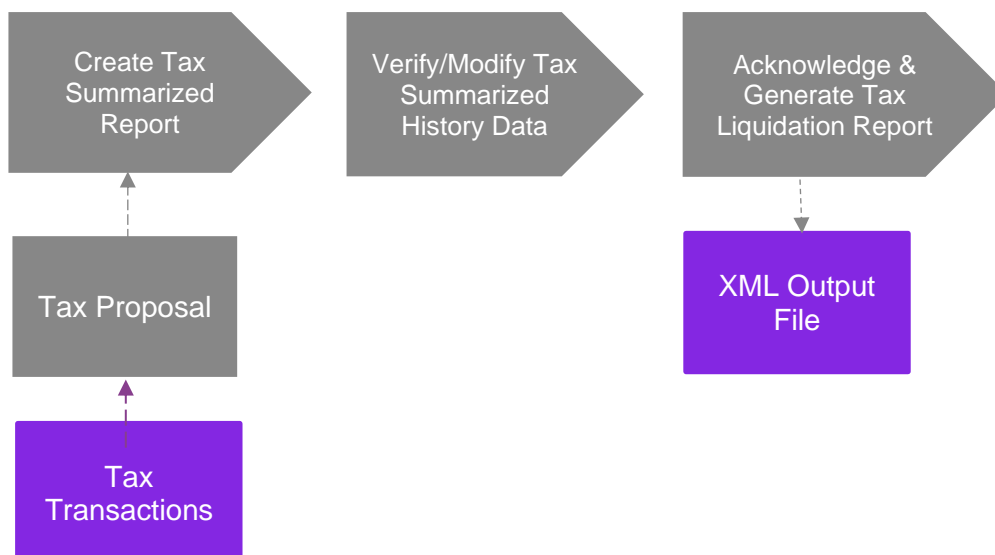 Create Tax
Summarized
Report
Verify/Modify Tax
Summarized
History Data
Acknowledge &
Generate Tax
Liquidation Report
Tax Proposal
XML Output
File
Tax
Transactions